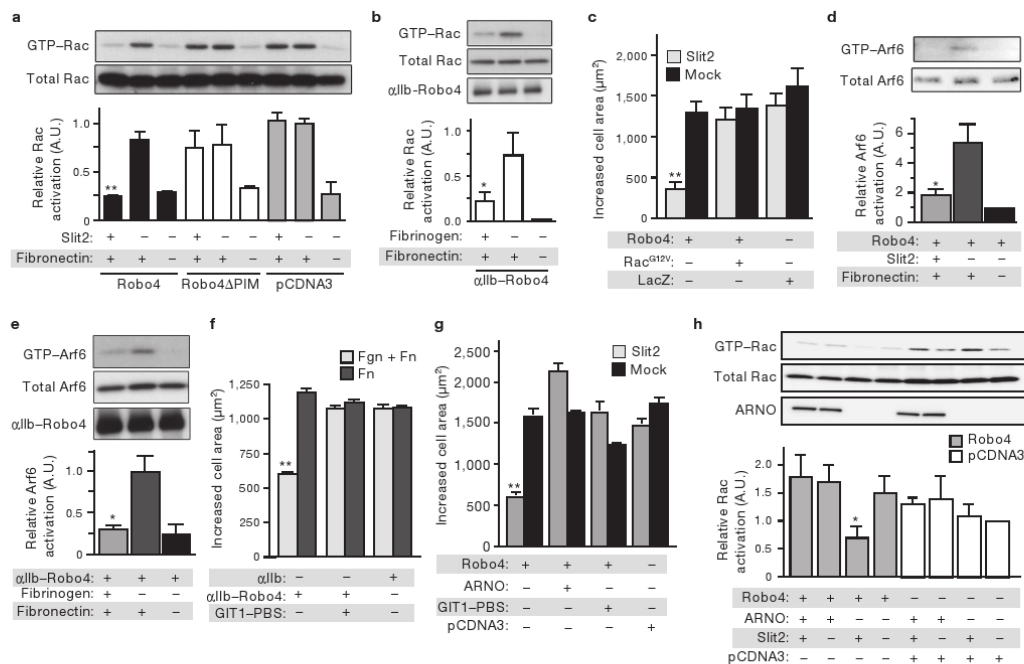 a
GTP–Rac
Total Rac
Relative Rac
activation (A.U.)
1.0
0.5
0
**
Slit2: + – – + – – + – –
Fibronectin: + + – + + – + + –
Robo4 Robo4ΔPIM pCDNA3
b
GTP–Rac
Total Rac
αIIb-Robo4
Relative Rac
activation (A.U.)
1.0
0.5
0.0
*
Fibrinogen: + – –
Fibronectin: + + –
αIIb–Robo4
c
Slit2
Mock
Increased cell area (µm²)
2,000
1,500
1,000
500
0
**
Robo4: + + –
Racᴳ¹²ⱽ: – + –
LacZ: – – +
d
GTP-Arf6
Total Arf6
Relative Arf6
activation (A.U.)
6
4
2
0
*
Robo4: + + +
Slit2: + – –
Fibronectin: + + –
e
GTP–Arf6
Total Arf6
αIIb–Robo4
Relative Arf6
activation (A.U.)
1.0
0.5
0
*
αIIb–Robo4: + + +
Fibrinogen: + – –
Fibronectin: + + –
f
Fgn + Fn
Fn
Increased cell area (µm²)
1,250
1,000
750
500
250
0
**
αIIb: – – +
αIIb–Robo4: + + –
GIT1–PBS: – + –
g
Slit2
Mock
Increased cell area (µm²)
2,500
2,000
1,500
1,000
500
0
**
Robo4: + + + –
ARNO: – + – –
GIT1–PBS: – – + –
pCDNA3: – – – +
h
GTP–Rac
Total Rac
ARNO
Robo4
pCDNA3
Relative Rac
activation (A.U.)
2.0
1.5
1.0
0.5
0
*
Robo4: + + + + – – – –
ARNO: + + – – + + – –
Slit2: + – + – + – + –
pCDNA3: – – – – + + + +